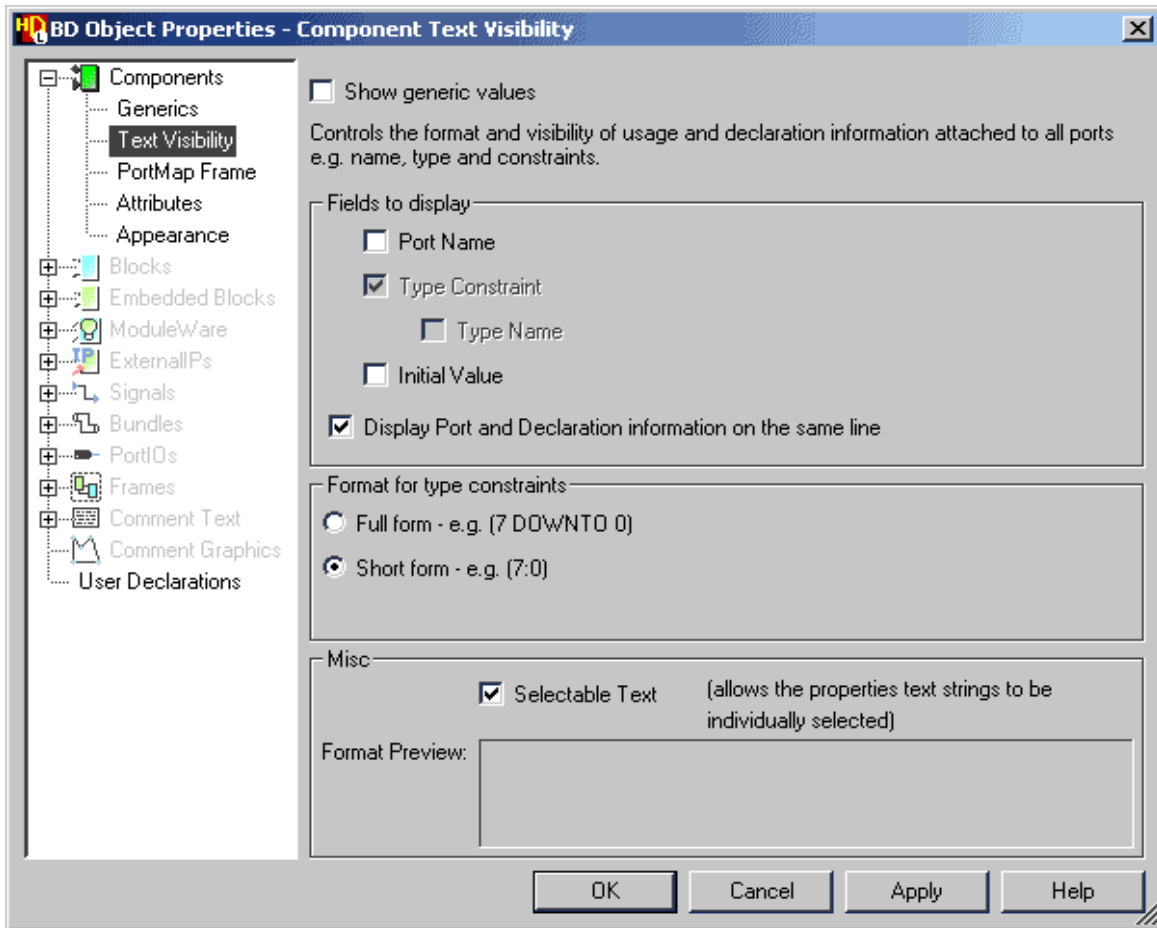 HD L BD Object Properties - Component Text Visibility
Components
Generics
Text Visibility
PortMap Frame
Attributes
Appearance
Blocks
Embedded Blocks
ModuleWare
IP ExternalIPs
Signals
Bundles
PortIOs
Frames
Comment Text
Comment Graphics
User Declarations
Show generic values
Controls the format and visibility of usage and declaration information attached to all ports
e.g. name, type and constraints.
Fields to display
Port Name
Type Constraint
Type Name
Initial Value
Display Port and Declaration information on the same line
Format for type constraints
Full form - e.g. (7 DOWNTO 0)
Short form - e.g. (7:0)
Misc
Selectable Text
(allows the properties text strings to be
individually selected)
Format Preview:
OK
Cancel
Apply
Help